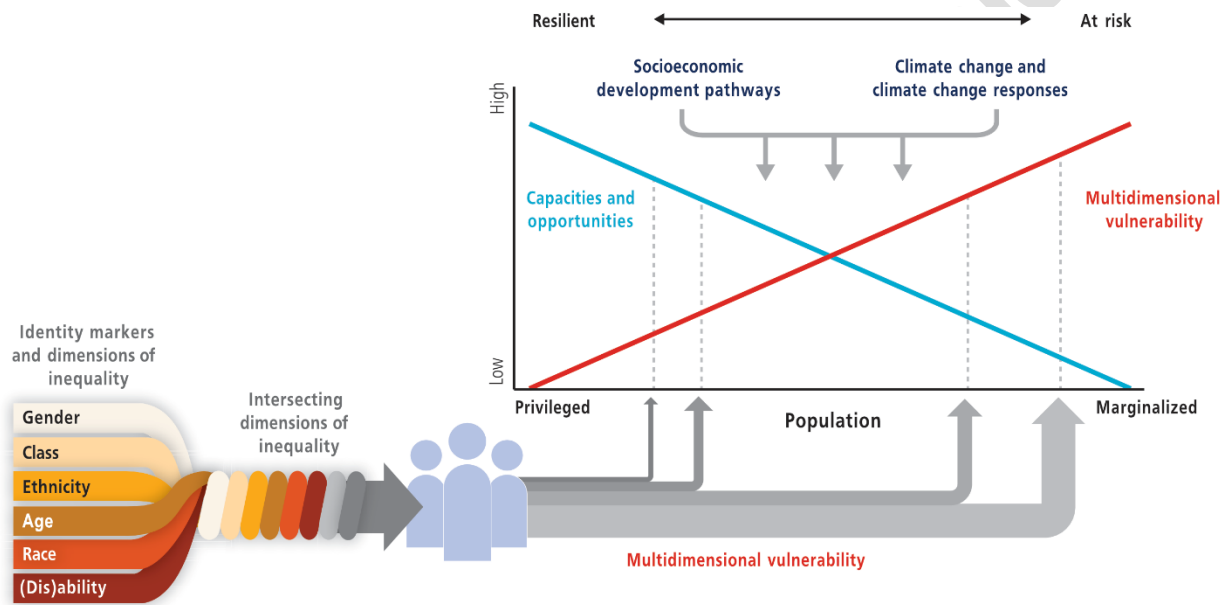 Resilient
At risk
Socioeconomic
development pathways
Climate change and
climate change responses
High
Capacities and
opportunities
Multidimensional
vulnerability
Low
Privileged
Population
Marginalized
Identity markers
and dimensions of
inequality
Gender
Class
Ethnicity
Age
Race
(Dis)ability
Intersecting
dimensions of
inequality
Multidimensional vulnerability